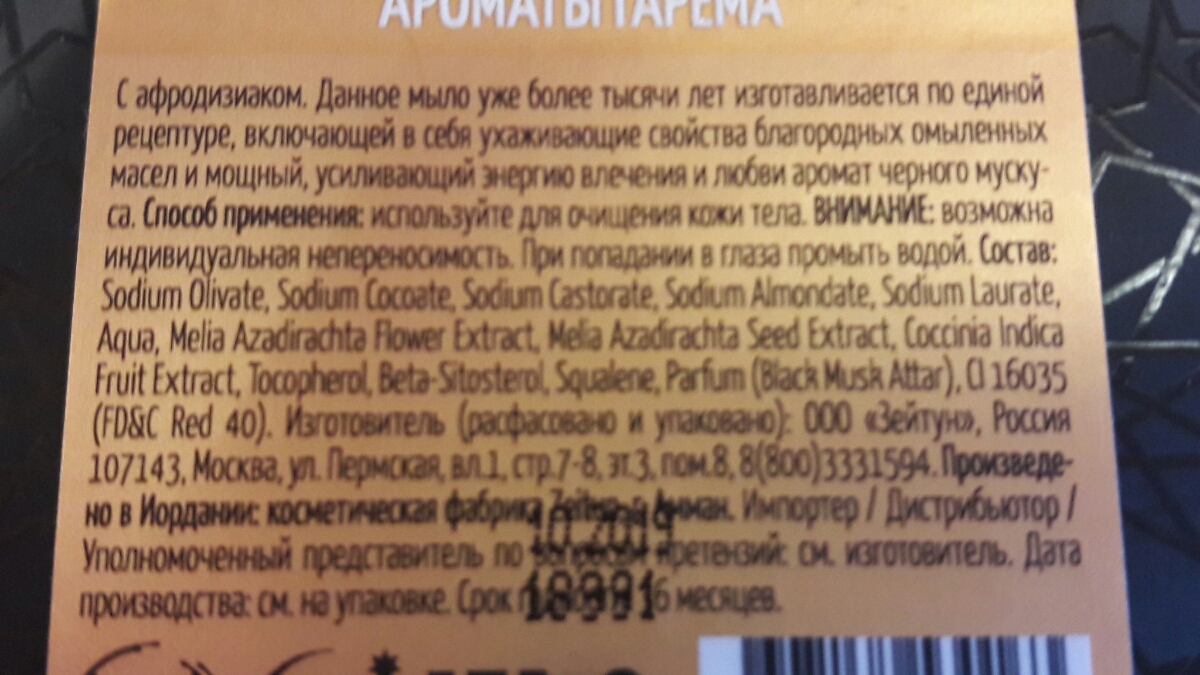 АРОМАТЫ ГАРЕМА
С афродизиаком. Данное мыло уже более тысячи лет изготавливается по единой
рецептуре, включающей в себя ухаживающие свойства благородных омыленных
масел и мощный, усиливающий энергию влечения и любви аромат черного муску-
са. Способ применения: используйте для очищения кожи тела. ВНИМАНИЕ: возможна
индивидуальная непереносимость. При попадании в глаза промыть водой. Состав:
Sodium Olivate, Sodium Cocoate, Sodium Castorate, Sodium Almondate, Sodium Laurate,
Aqua, Melia Azadirachta Flower Extract, Melia Azadirachta Seed Extract, Coccinia Indica
Fruit Extract, Tocopherol, Beta-Sitosterol, Squalene, Parfum (Black Musk Attar), CI 16035
(FD&C Red 40). Изготовитель (расфасовано и упаковано): ООО «Зейтун», Россия
107143, Москва, ул. Пермская, вл.1, стр.7-8, эт.3, пом.8, 8(800)3331594. Произведе-
но в Иордании: косметическая фабрика Zeitun, г. Амман. Импортер / Дистрибьютор /
10.2019
Уполномоченный представитель по претензий: см. изготовитель. Дата
производства: см. на упаковке. Срок 6 месяцев.
18991